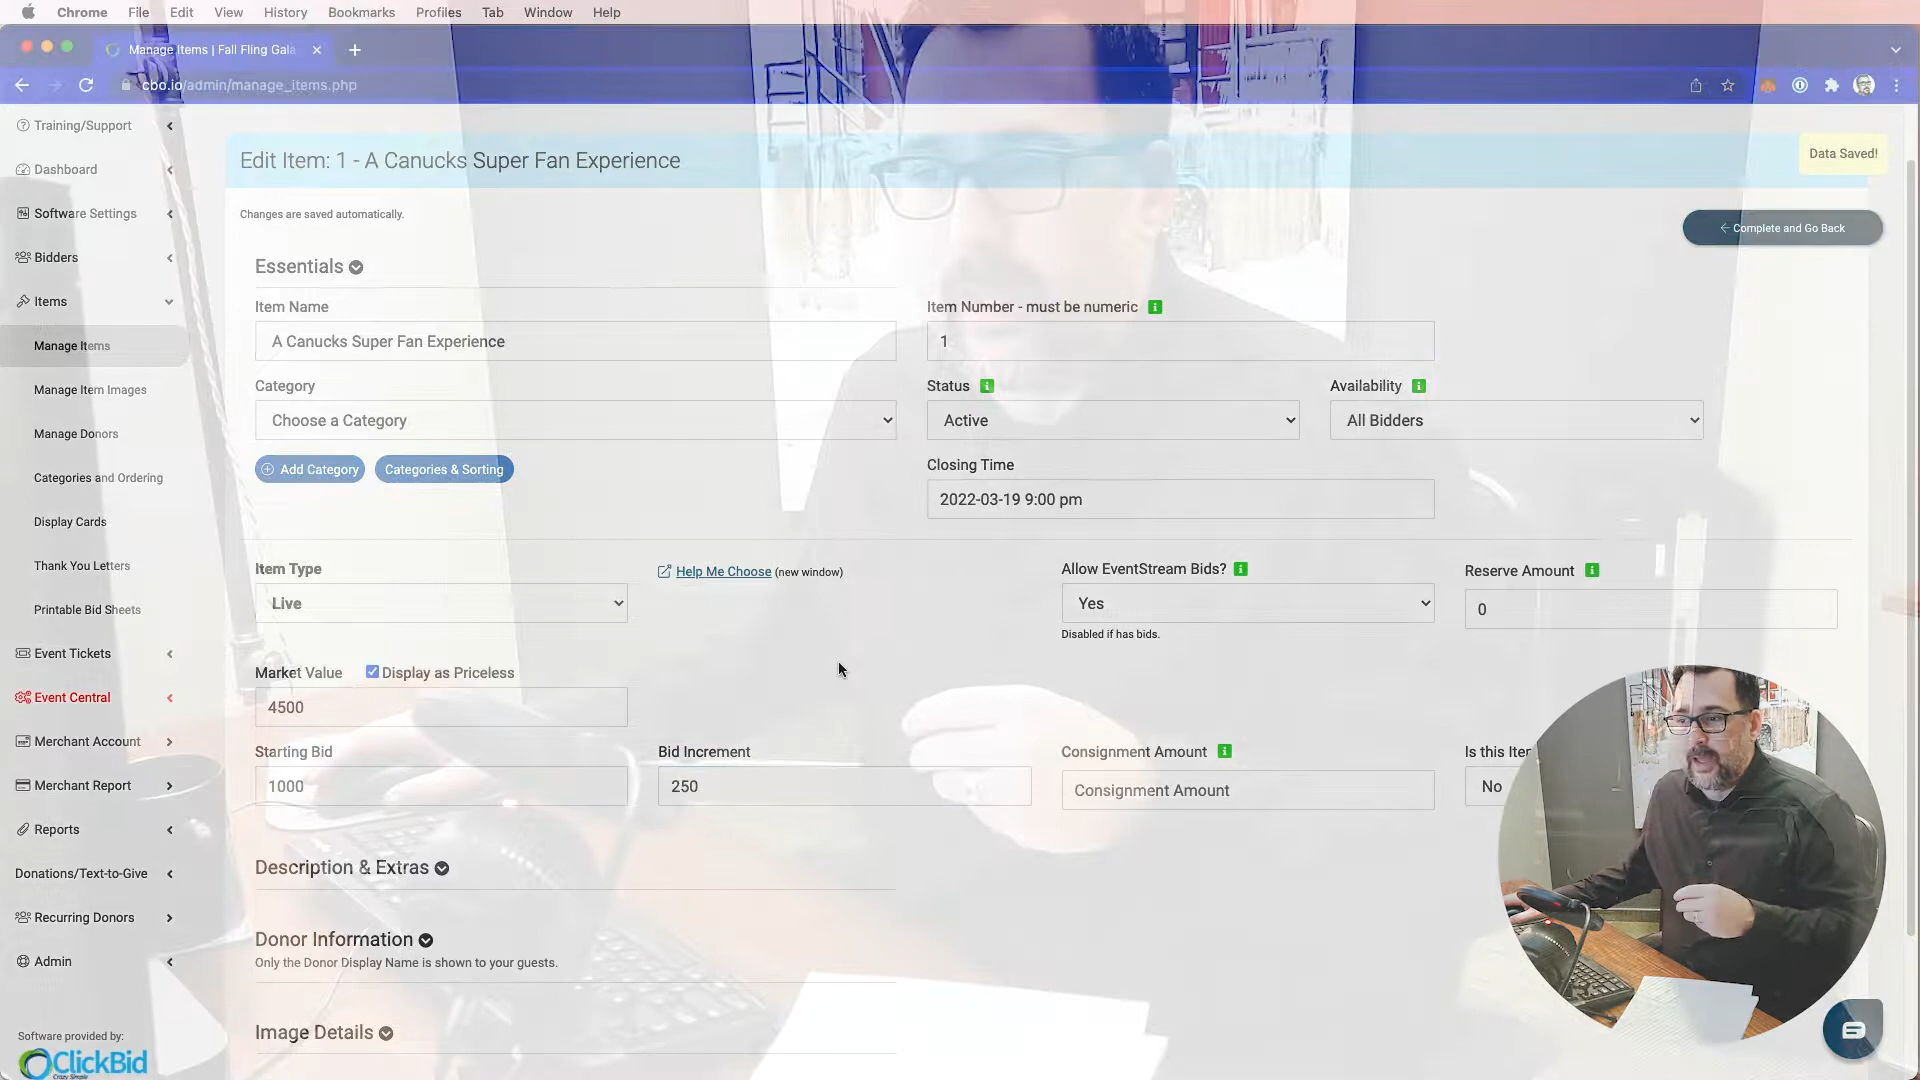 Chrome File Edit View History Bookmarks Profiles Tab Window Help
Manage Items | Fall Fling Gala
cbo.io/admin/manage_items.php
Training/Support
Dashboard
Software Settings
Bidders
Items
Manage Items
Manage Item Images
Manage Donors
Categories and Ordering
Display Cards
Thank You Letters
Printable Bid Sheets
Event Tickets
Event Central
Merchant Account
Merchant Report
Reports
Donations/Text-to-Give
Recurring Donors
Admin
Software provided by:
ClickBid
Crazy Simple
Edit Item: 1 - A Canucks Super Fan Experience
Data Saved!
Changes are saved automatically.
Complete and Go Back
Essentials
Item Name
A Canucks Super Fan Experience
Item Number - must be numeric
1
Category
Choose a Category
Status
Active
Availability
All Bidders
Add Category
Categories & Sorting
Closing Time
2022-03-19 9:00 pm
Item Type
Live
Help Me Choose (new window)
Allow EventStream Bids?
Yes
Disabled if has bids.
Reserve Amount
0
Market Value
Display as Priceless
4500
Starting Bid
1000
Bid Increment
250
Consignment Amount
Consignment Amount
Is this Iter
No
Description & Extras
Donor Information
Only the Donor Display Name is shown to your guests.
Image Details